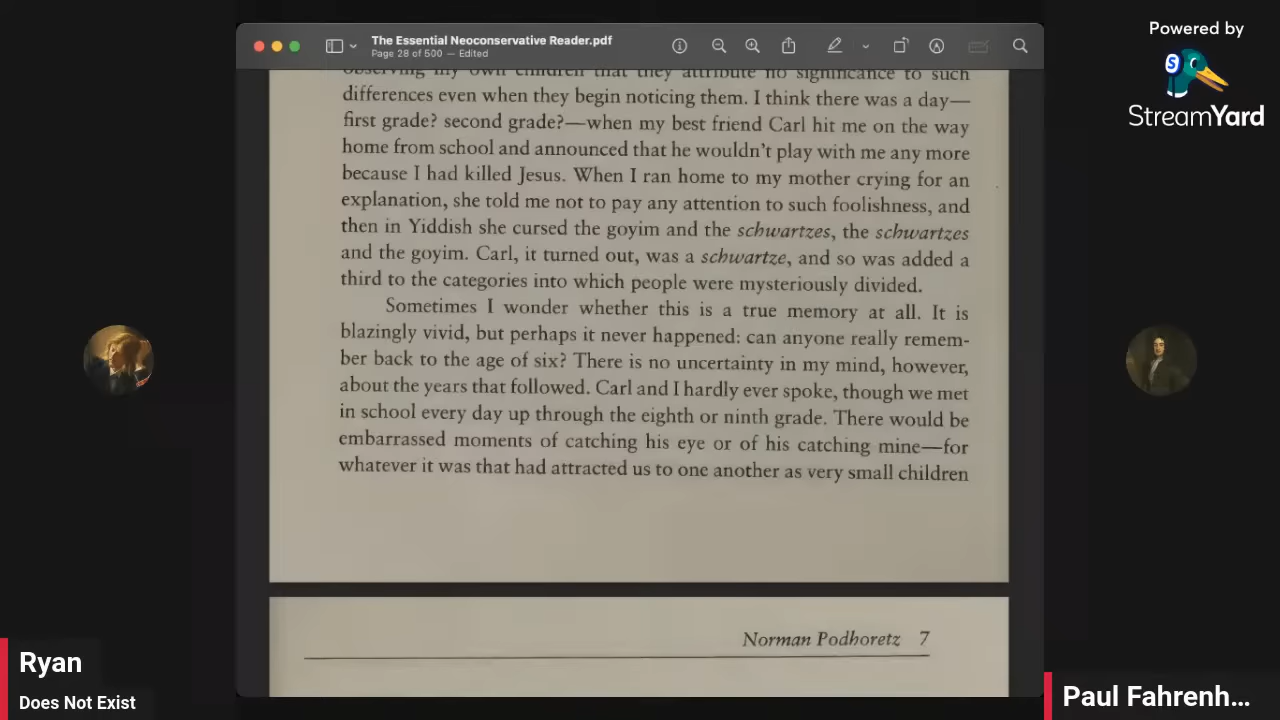 Powered by
StreamYard
The Essential Neoconservative Reader.pdf
Page 28 of 500 — Edited
observing my own children that they attribute no significance to such
differences even when they begin noticing them. I think there was a day—
first grade? second grade?—when my best friend Carl hit me on the way
home from school and announced that he wouldn't play with me any more
because I had killed Jesus. When I ran home to my mother crying for an
explanation, she told me not to pay any attention to such foolishness, and
then in Yiddish she cursed the goyim and the schwartzes, the schwartzes
and the goyim. Carl, it turned out, was a schwartze, and so was added a
third to the categories into which people were mysteriously divided.
Sometimes I wonder whether this is a true memory at all. It is
blazingly vivid, but perhaps it never happened: can anyone really remem-
ber back to the age of six? There is no uncertainty in my mind, however,
about the years that followed. Carl and I hardly ever spoke, though we met
in school every day up through the eighth or ninth grade. There would be
embarrassed moments of catching his eye or of his catching mine—for
whatever it was that had attracted us to one another as very small children
Norman Podhoretz 7
Ryan
Does Not Exist
Paul Fahrenh...